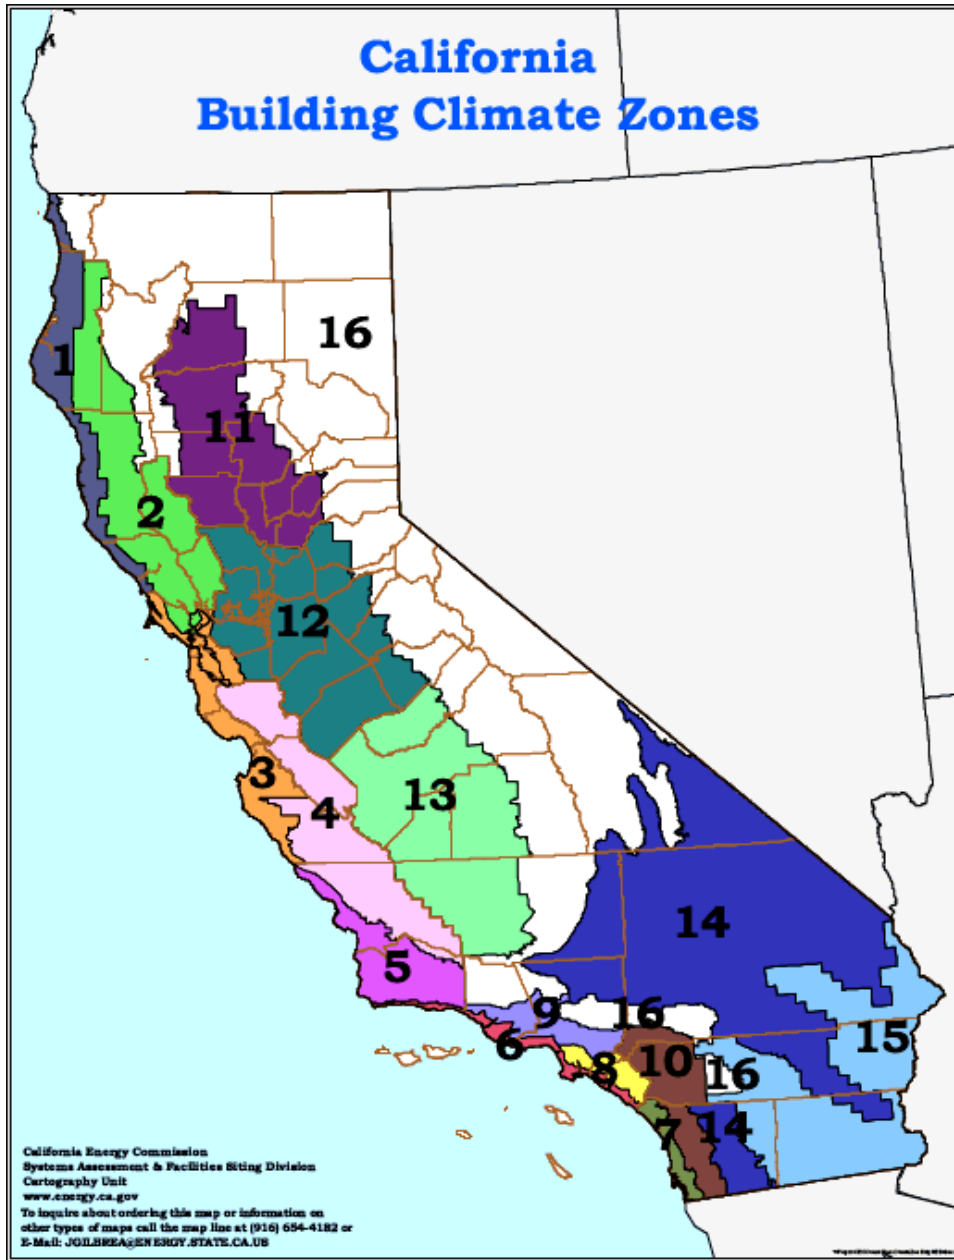 California
Building Climate Zones
16
1
11
2
12
3
13
4
14
5
9
16
15
6
8
10
16
7
14
California Energy Commission
Systems Assessment & Facilities Siting Division
Cartography Unit
www.energy.ca.gov
To inquire about ordering this map or information on
other types of maps call the map line at (916) 654-4182 or
E-Mail: JGILBREA@ENERGY.STATE.CA.US